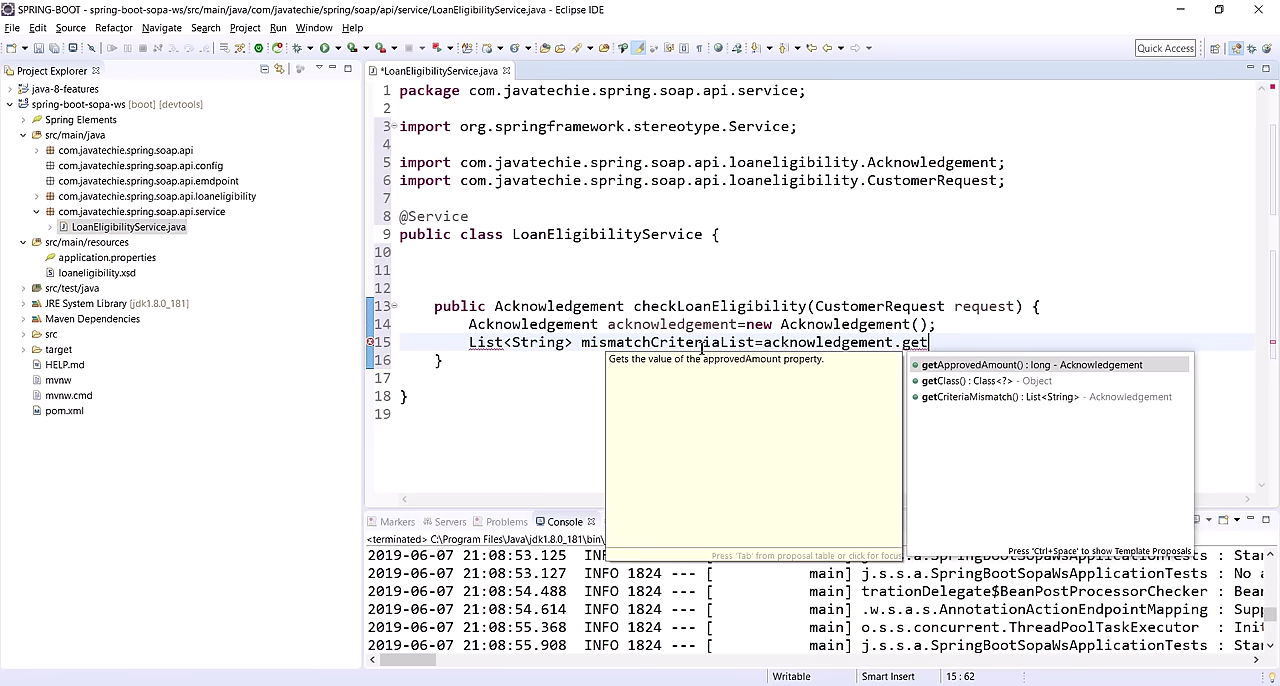 SPRING-BOOT - spring-boot-sopa-ws/src/main/java/com/javatechie/spring/soap/api/service/LoanEligibilityService.java - Eclipse IDE
File Edit Source Refactor Navigate Search Project Run Window Help
Quick Access
Project Explorer
java-8-features
spring-boot-sopa-ws [boot] [devtools]
Spring Elements
src/main/java
com.javatechie.spring.soap.api
com.javatechie.spring.soap.api.config
com.javatechie.spring.soap.api.emdpoint
com.javatechie.spring.soap.api.loaneligibility
com.javatechie.spring.soap.api.service
LoanEligibilityService.java
src/main/resources
application.properties
loaneligibility.xsd
src/test/java
JRE System Library [jdk1.8.0_181]
Maven Dependencies
src
target
HELP.md
mvnw
mvnw.cmd
pom.xml
*LoanEligibilityService.java
1 package com.javatechie.spring.soap.api.service;
2
3 import org.springframework.stereotype.Service;
4
5 import com.javatechie.spring.soap.api.loaneligibility.Acknowledgement;
6 import com.javatechie.spring.soap.api.loaneligibility.CustomerRequest;
7
8 @Service
9 public class LoanEligibilityService {
10
11
12
13 public Acknowledgement checkLoanEligibility(CustomerRequest request) {
14 Acknowledgement acknowledgement=new Acknowledgement();
15 List<String> mismatchCriteriaList=acknowledgement.get
16 }
17
18 }
19
Gets the value of the approvedAmount property.
Press 'Tab' from proposal table or click for focus
getApprovedAmount() : long - Acknowledgement
getClass() : Class<?> - Object
getCriteriaMismatch() : List<String> - Acknowledgement
Press 'Ctrl+Space' to show Template Proposals
Markers Servers Problems Console
<terminated> C:\Program Files\Java\jdk1.8.0_181\bin\
2019-06-07 21:08:53.125 INF j.s.a.SpringBootSopaWsApplicationTests : Star
2019-06-07 21:08:53.127 INFO 1824 --- [ main] j.s.s.a.SpringBootSopaWsApplicationTests : No a
2019-06-07 21:08:54.488 INFO 1824 --- [ main] trationDelegate$BeanPostProcessorChecker : Bean
2019-06-07 21:08:54.614 INFO 1824 --- [ main] .w.s.a.s.AnnotationActionEndpointMapping : Supp
2019-06-07 21:08:55.368 INFO 1824 --- [ main] o.s.s.concurrent.ThreadPoolTaskExecutor : Init
2019-06-07 21:08:55.908 INFO 1824 --- [ main] j.s.s.a.SpringBootSopaWsApplicationTests : Star
Writable Smart Insert 15 : 62